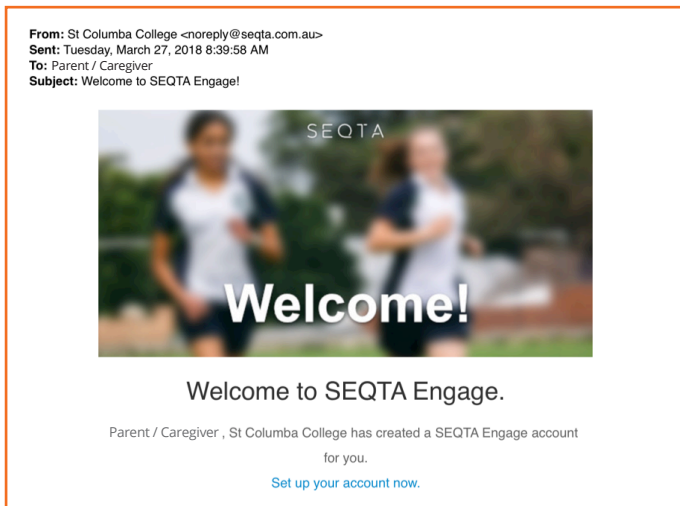 From: St Columba College <noreply@seqta.com.au>
Sent: Tuesday, March 27, 2018 8:39:58 AM
To: Parent / Caregiver
Subject: Welcome to SEQTA Engage!
SEQTA
Welcome!
Welcome to SEQTA Engage.
Parent / Caregiver , St Columba College has created a SEQTA Engage account
for you.
Set up your account now.